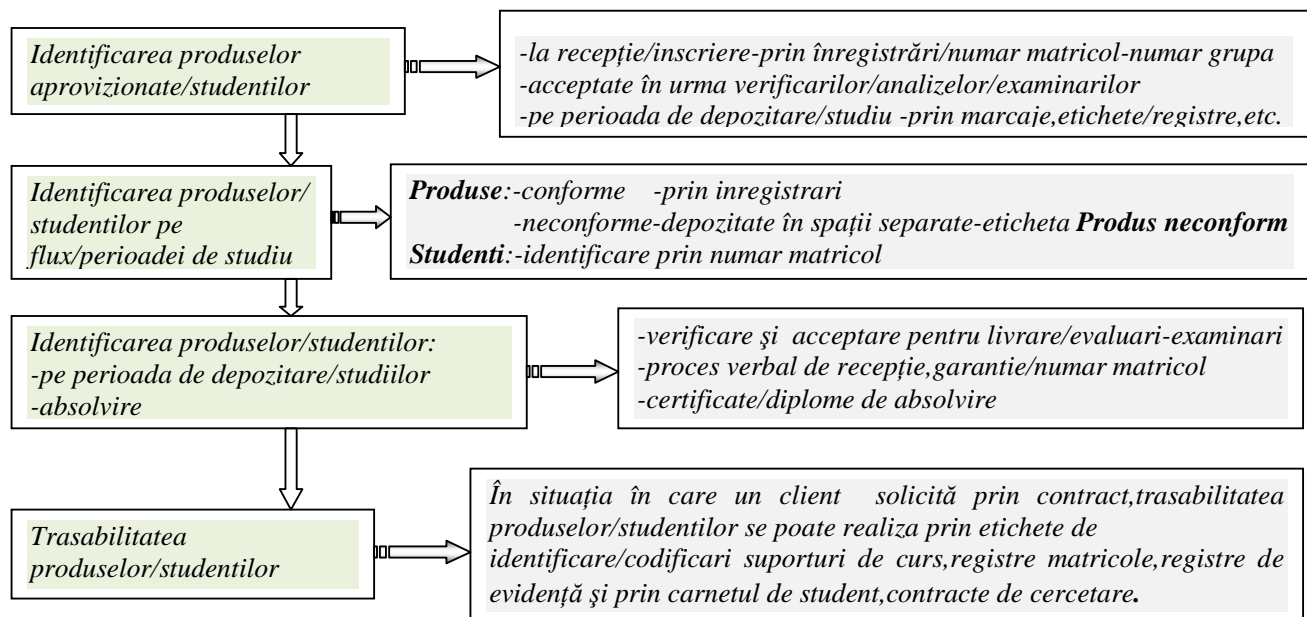 Identificarea produselor
aprovizionate/studentilor
-la recepție/inscriere-prin înregistrări/numar matricol-numar grupa
-acceptate în urma verificarilor/analizelor/examinarilor
-pe perioada de depozitare/studiu -prin marcaje,etichete/registre,etc.
Identificarea produselor/
studentilor pe
flux/perioadei de studiu
Produse:-conforme -prin inregistrari
-neconforme-depozitate în spații separate-eticheta Produs neconform
Studenti:-identificare prin numar matricol
Identificarea produselor/studentilor:
-pe perioada de depozitare/studiilor
-absolvire
-verificare şi acceptare pentru livrare/evaluari-examinari
-proces verbal de recepție,garantie/numar matricol
-certificate/diplome de absolvire
Trasabilitatea
produselor/studentilor
În situația în care un client solicită prin contract,trasabilitatea
produselor/studentilor se poate realiza prin etichete de
identificare/codificari suporturi de curs,registre matricole,registre de
evidență şi prin carnetul de student,contracte de cercetare.